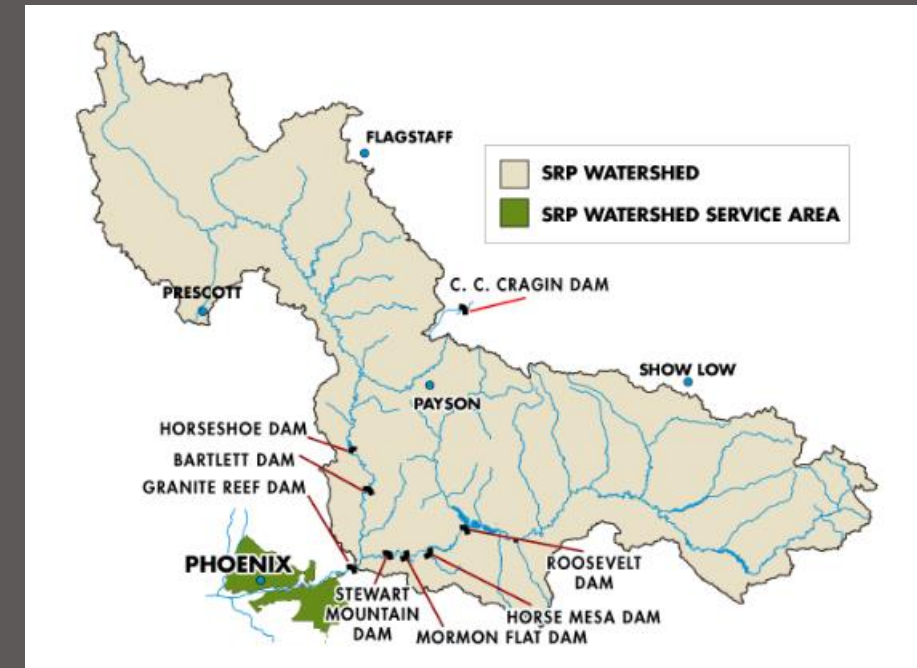 FLAGSTAFF
SRP WATERSHED
SRP WATERSHED SERVICE AREA
C. C. CRAGIN DAM
PRESCOTT
SHOW LOW
PAYSON
HORSESHOE DAM
BARTLETT DAM
GRANITE REEF DAM
PHOENIX
STEWART
MOUNTAIN
DAM
ROOSEVELT
DAM
HORSE MESA DAM
MORMON FLAT DAM